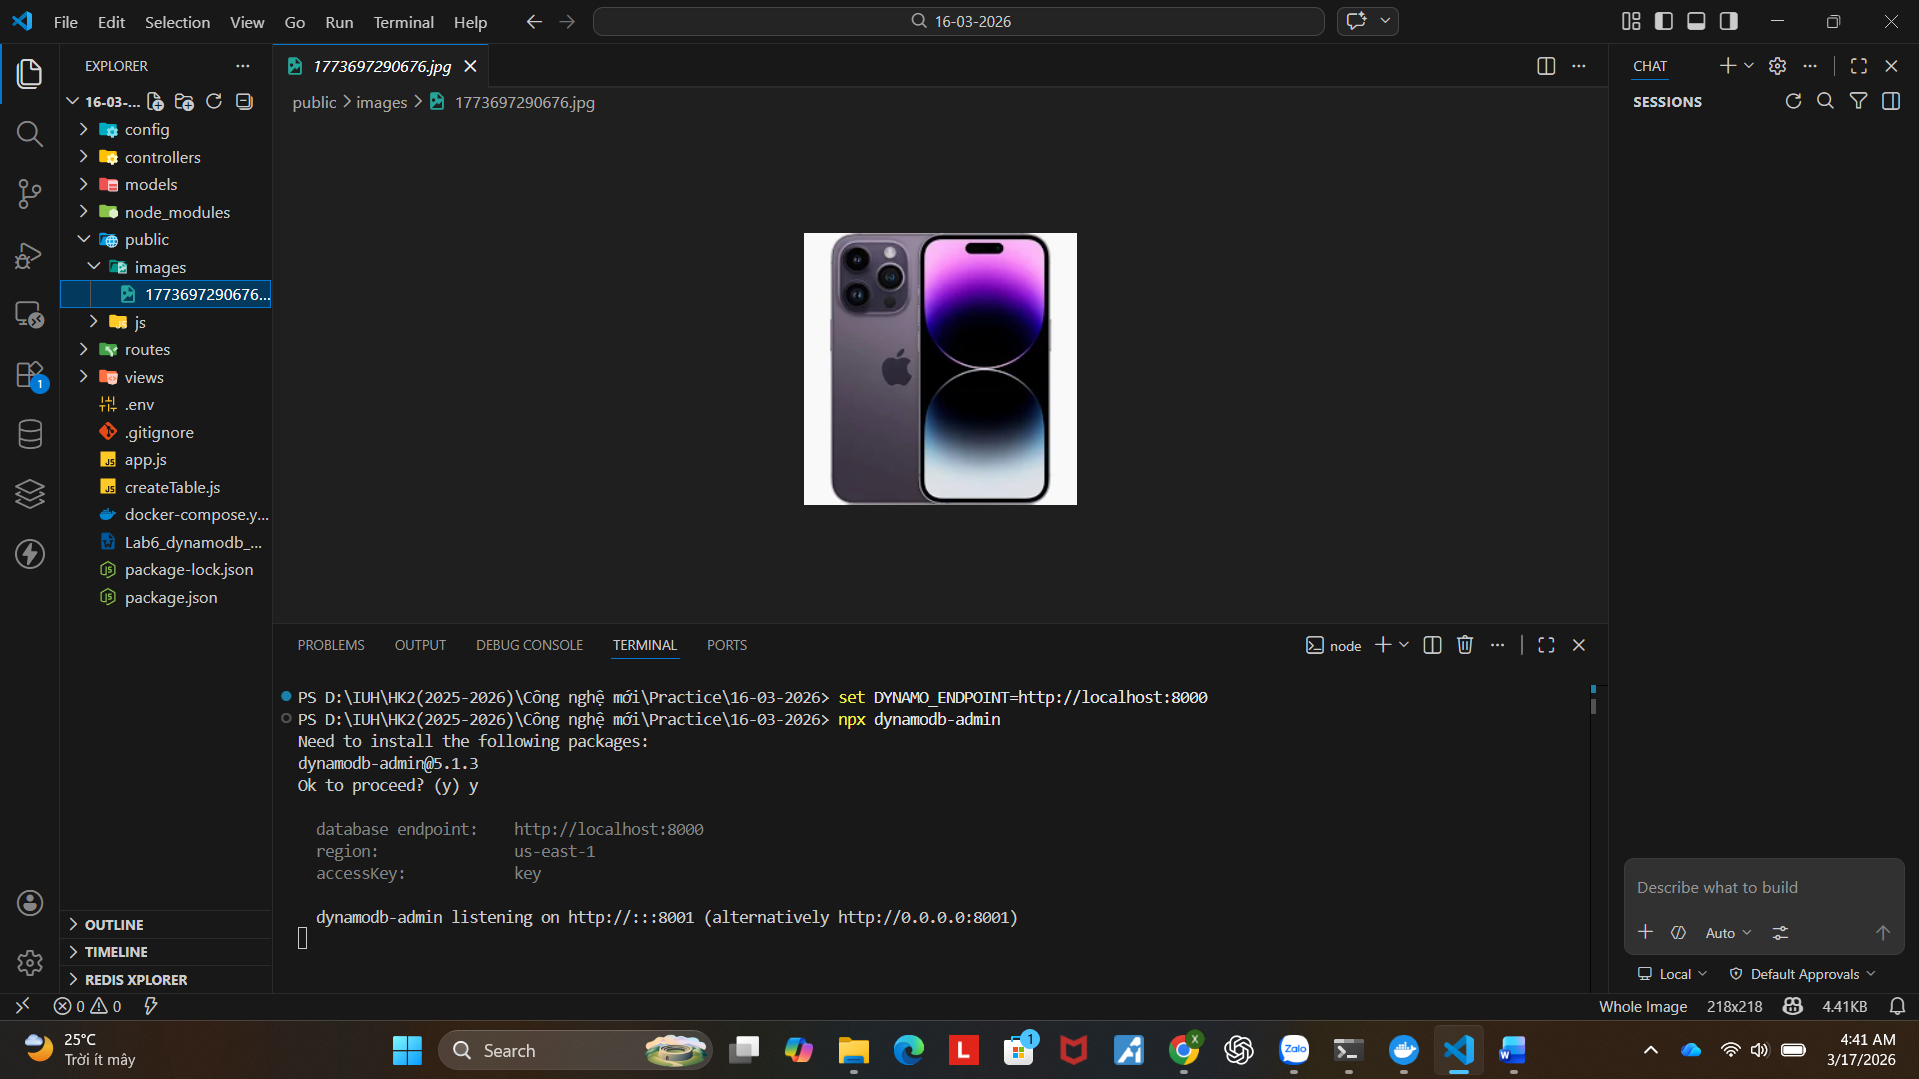 File Edit Selection View Go Run Terminal Help
16-03-2026
EXPLORER
16-03-...
config
controllers
models
node_modules
public
images
1773697290676...
js
routes
views
.env
.gitignore
app.js
createTable.js
docker-compose.y...
Lab6_dynamodb_...
package-lock.json
package.json
OUTLINE
TIMELINE
REDIS XPLORER
1
1773697290676.jpg
public > images > 1773697290676.jpg
PROBLEMS OUTPUT DEBUG CONSOLE TERMINAL PORTS
node
PS D:\IUH\HK2(2025-2026)\Công nghệ mới\Practice\16-03-2026> set DYNAMO_ENDPOINT=http://localhost:8000
PS D:\IUH\HK2(2025-2026)\Công nghệ mới\Practice\16-03-2026> npx dynamodb-admin
Need to install the following packages:
dynamodb-admin@5.1.3
Ok to proceed? (y) y
database endpoint: http://localhost:8000
region: us-east-1
accessKey: key
dynamodb-admin listening on http://:::8001 (alternatively http://0.0.0.0:8001)
CHAT
SESSIONS
Describe what to build
Auto
Local Default Approvals
0 0
Whole Image 218x218 4.41KB
25°C
Trời ít mây
Search
L
1
X
Zalo
W
4:41 AM
3/17/2026